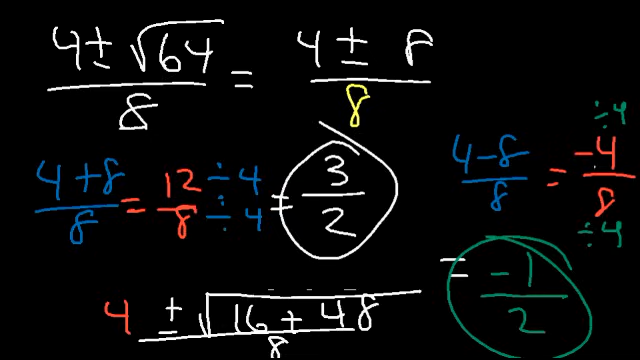 4 ± √64 / 8 = 4 ± 8 / 8
4 + 8 / 8 = 12 / 8 ÷4 / ÷4 = 3 / 2
4 - 8 / 8 = -4 / 8 ÷4 / ÷4 = -1 / 2
4 ± √16 + 48 / 8